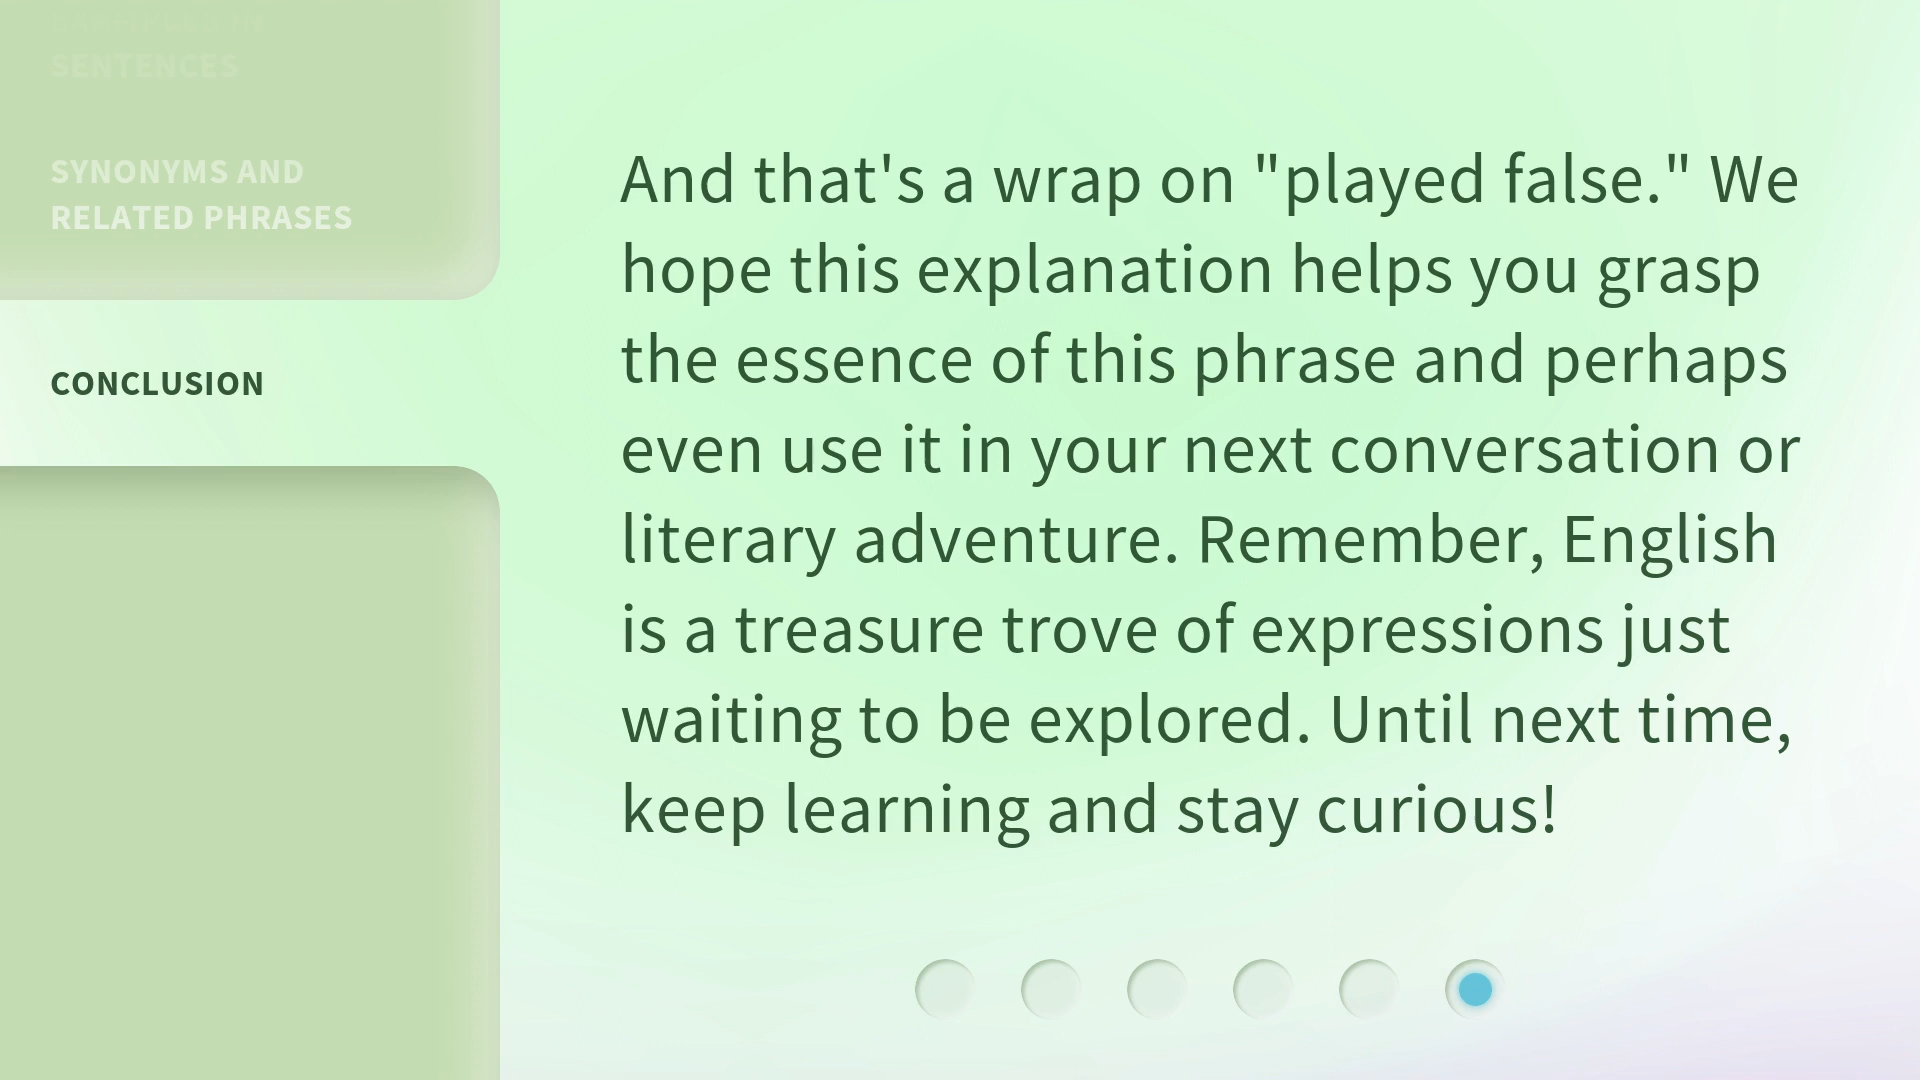 SENTENCES
SYNONYMS AND
RELATED PHRASES
CONCLUSION
And that's a wrap on "played false." We
hope this explanation helps you grasp
the essence of this phrase and perhaps
even use it in your next conversation or
literary adventure. Remember, English
is a treasure trove of expressions just
waiting to be explored. Until next time,
keep learning and stay curious!